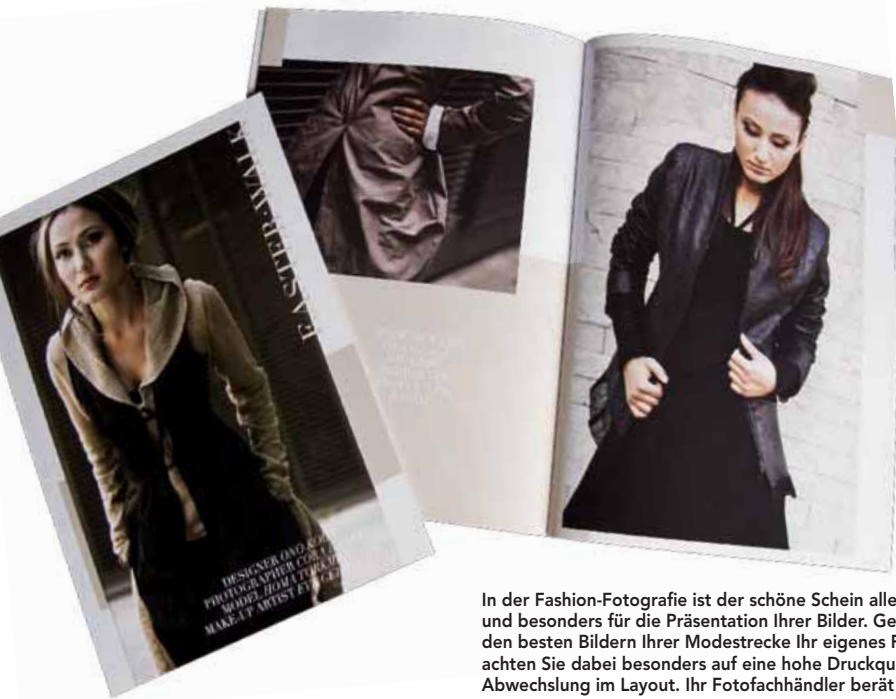 EASTER-WALK
DESIGNER ONO
PHOTOGRAPHER
MODEL HOMA
MAKE-UP ARTIST
In der Fashion-Fotografie ist der schöne Schein alle
und besonders für die Präsentation Ihrer Bilder. Ge
den besten Bildern Ihrer Modestrecke Ihr eigenes F
achten Sie dabei besonders auf eine hohe Druckqu
Abwechslung im Layout. Ihr Fotofachhändler berät